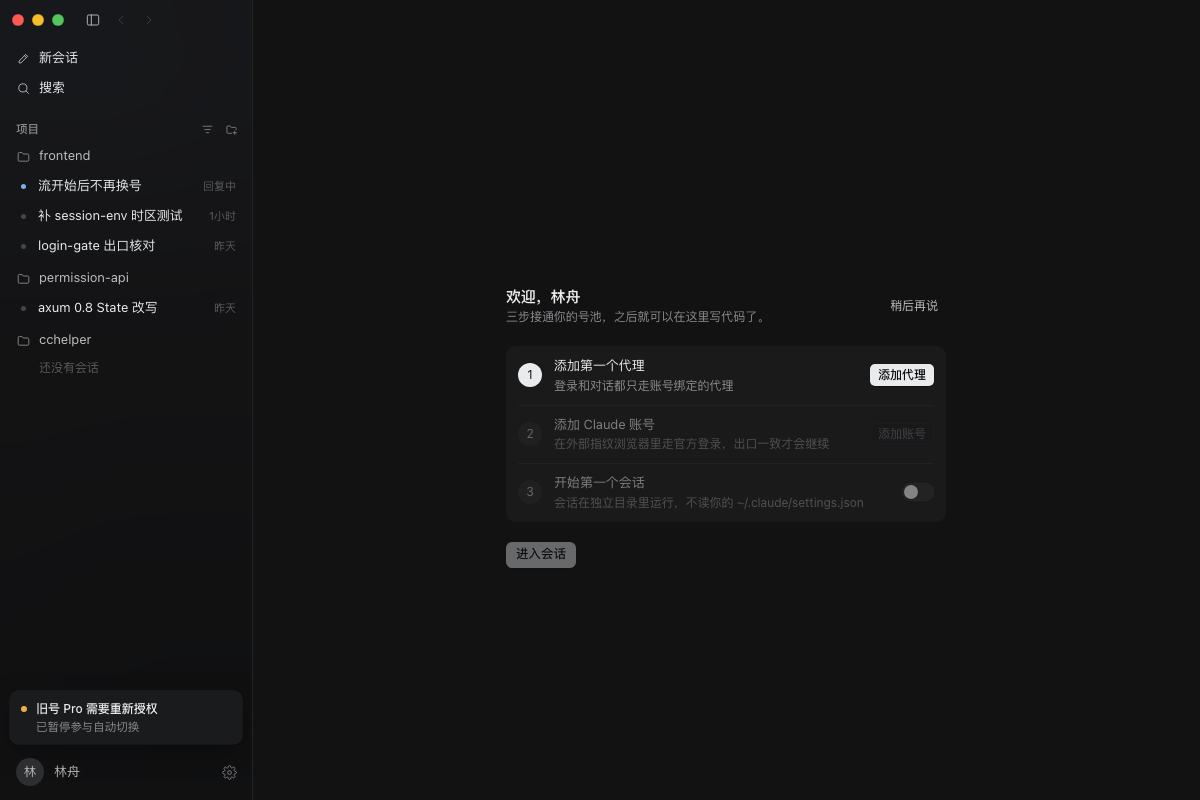 新会话
搜索
项目
frontend
流开始后不再换号 回复中
补 session-env 时区测试 1小时
login-gate 出口核对 昨天
permission-api
axum 0.8 State 改写 昨天
cchelper
还没有会话
旧号 Pro 需要重新授权
已暂停参与自动切换
林 林舟
欢迎，林舟
三步接通你的号池，之后就可以在这里写代码了。
稍后再说
1 添加第一个代理
登录和对话都只走账号绑定的代理
添加代理
2 添加 Claude 账号
在外部指纹浏览器里走官方登录，出口一致才会继续
添加账号
3 开始第一个会话
会话在独立目录里运行，不读你的 ~/.claude/settings.json
进入会话